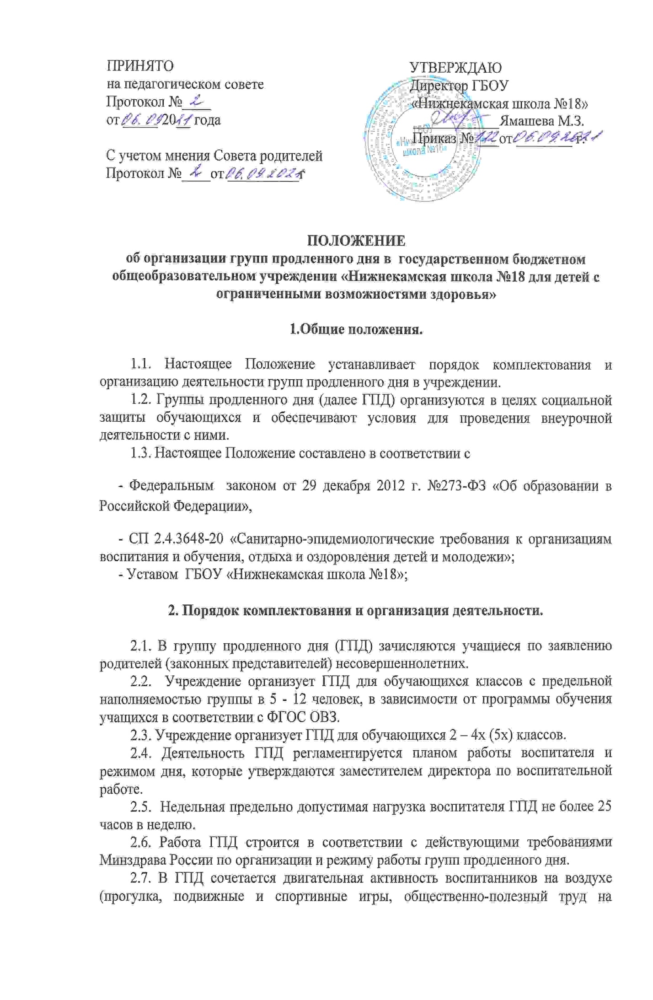 ПРИНЯТО
на педагогическом совете
Протокол № 2
от 06. 09 2021 года
С учетом мнения Совета родителей
Протокол № 2 от 06. 09 2021г
УТВЕРЖДАЮ
Директор ГБОУ
«Нижнекамская школа №18»
Ямашева М.З.
Приказ № 122 от 06.09.2021 г.
ГБОУ
школа №18»
ПОЛОЖЕНИЕ
об организации групп продленного дня в государственном бюджетном
общеобразовательном учреждении «Нижнекамская школа №18 для детей с
ограниченными возможностями здоровья»
1.Общие положения.
1.1. Настоящее Положение устанавливает порядок комплектования и
организацию деятельности групп продленного дня в учреждении.
1.2. Группы продленного дня (далее ГПД) организуются в целях социальной
защиты обучающихся и обеспечивают условия для проведения внеурочной
деятельности с ними.
1.3. Настоящее Положение составлено в соответствии с
- Федеральным законом от 29 декабря 2012 г. №273-ФЗ «Об образовании в
Российской Федерации»,
- СП 2.4.3648-20 «Санитарно-эпидемиологические требования к организациям
воспитания и обучения, отдыха и оздоровления детей и молодежи»;
- Уставом ГБОУ «Нижнекамская школа №18»;
2. Порядок комплектования и организация деятельности.
2.1. В группу продленного дня (ГПД) зачисляются учащиеся по заявлению
родителей (законных представителей) несовершеннолетних.
2.2. Учреждение организует ГПД для обучающихся классов с предельной
наполняемостью группы в 5 - 12 человек, в зависимости от программы обучения
учащихся в соответствии с ФГОС ОВЗ.
2.3. Учреждение организует ГПД для обучающихся 2 – 4х (5х) классов.
2.4. Деятельность ГПД регламентируется планом работы воспитателя и
режимом дня, которые утверждаются заместителем директора по воспитательной
работе.
2.5. Недельная предельно допустимая нагрузка воспитателя ГПД не более 25
часов в неделю.
2.6. Работа ГПД строится в соответствии с действующими требованиями
Минздрава России по организации и режиму работы групп продленного дня.
2.7. В ГПД сочетается двигательная активность воспитанников на воздухе
(прогулка, подвижные и спортивные игры, общественно-полезный труд на